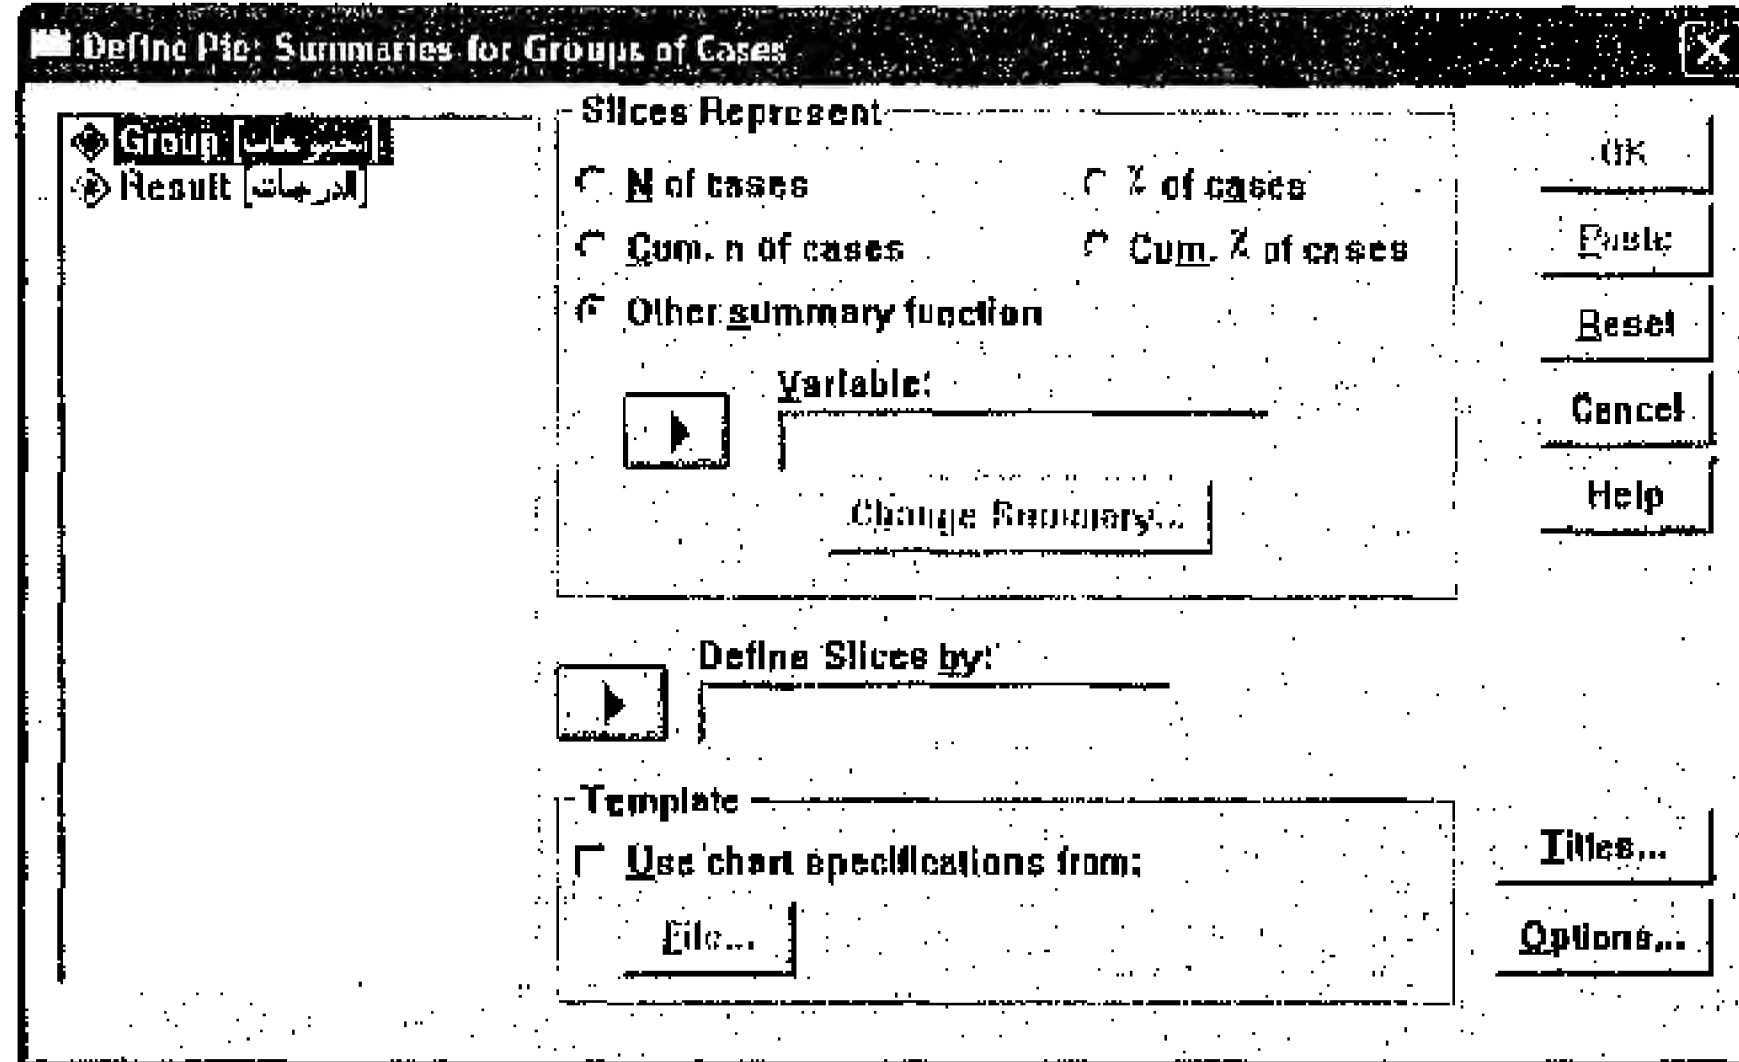 Define Pie: Summaries for Groups of Cases
Group [المجموعات]
Result [الدرجات]
Slices Represent
N of cases
% of cases
Cum. n of cases
Cum. % of cases
Other summary function
Variable:
Change Summary...
Define Slices by:
Template
Use chart specifications from:
File...
OK
Paste
Reset
Cancel
Help
Titles...
Options...